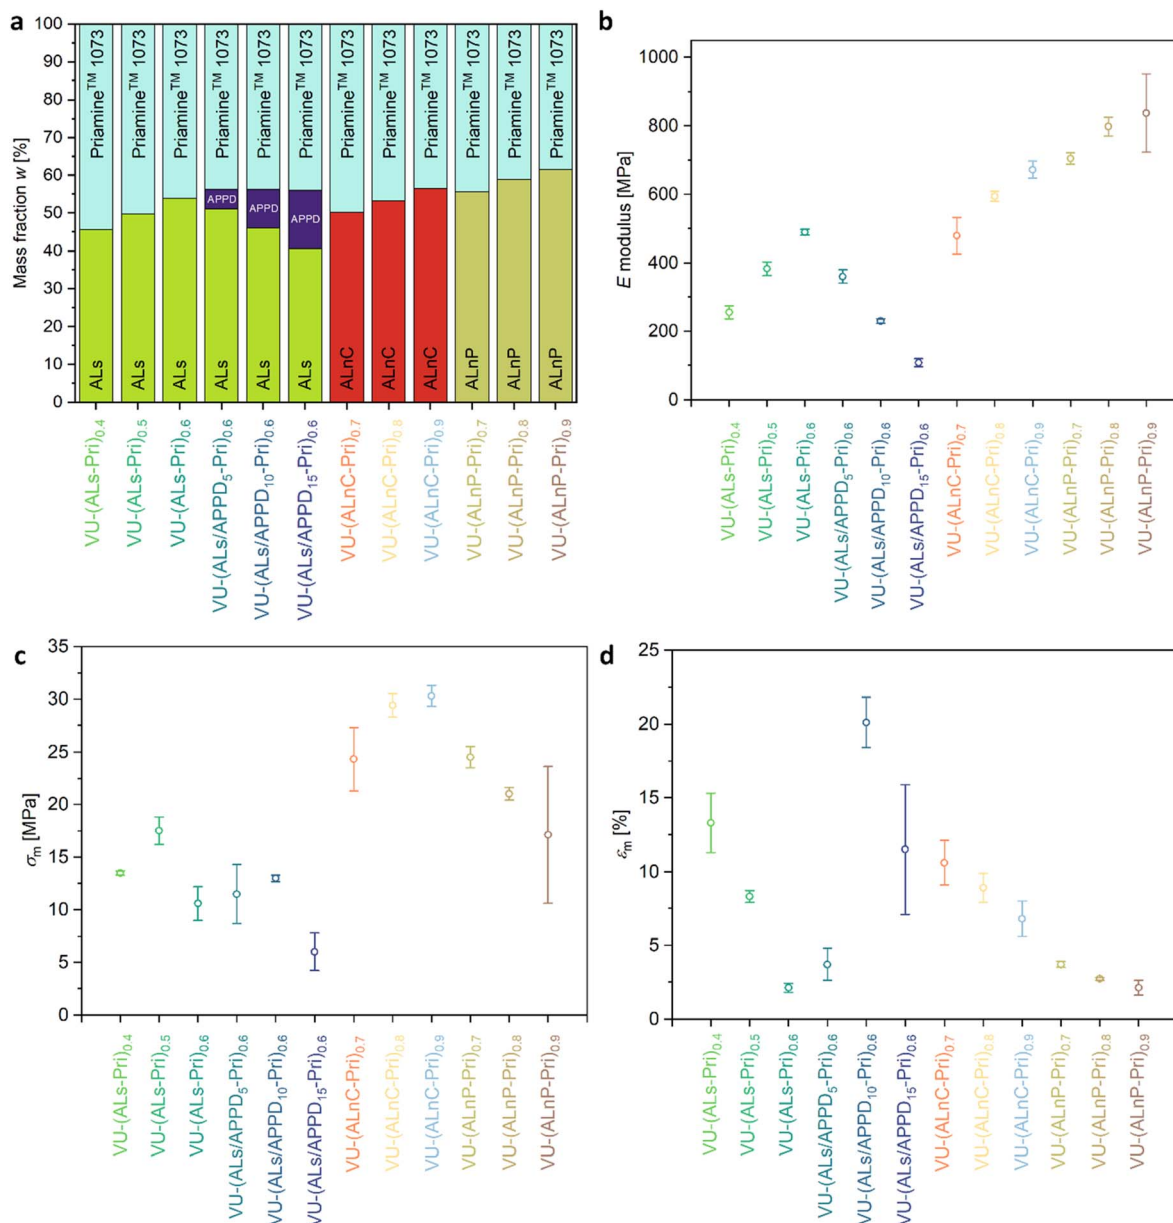 a
Mass fraction w [%]
100
90
80
70
60
50
40
30
20
10
0
Priamine™ 1073
Priamine™ 1073
Priamine™ 1073
Priamine™ 1073
Priamine™ 1073
Priamine™ 1073
Priamine™ 1073
Priamine™ 1073
Priamine™ 1073
Priamine™ 1073
Priamine™ 1073
Priamine™ 1073
APPD
APPD
APPD
ALs
ALs
ALs
ALs
ALs
ALs
ALnC
ALnC
ALnC
ALnP
ALnP
ALnP
VU-(ALs-Pri)0.4
VU-(ALs-Pri)0.5
VU-(ALs-Pri)0.6
VU-(ALs/APPD5-Pri)0.6
VU-(ALs/APPD10-Pri)0.6
VU-(ALs/APPD15-Pri)0.6
VU-(ALnC-Pri)0.7
VU-(ALnC-Pri)0.8
VU-(ALnC-Pri)0.9
VU-(ALnP-Pri)0.7
VU-(ALnP-Pri)0.8
VU-(ALnP-Pri)0.9
b
E modulus [MPa]
1000
800
600
400
200
0
VU-(ALs-Pri)0.4
VU-(ALs-Pri)0.5
VU-(ALs-Pri)0.6
VU-(ALs/APPD5-Pri)0.6
VU-(ALs/APPD10-Pri)0.6
VU-(ALs/APPD15-Pri)0.6
VU-(ALnC-Pri)0.7
VU-(ALnC-Pri)0.8
VU-(ALnC-Pri)0.9
VU-(ALnP-Pri)0.7
VU-(ALnP-Pri)0.8
VU-(ALnP-Pri)0.9
c
σm [MPa]
35
30
25
20
15
10
5
0
VU-(ALs-Pri)0.4
VU-(ALs-Pri)0.5
VU-(ALs-Pri)0.6
VU-(ALs/APPD5-Pri)0.6
VU-(ALs/APPD10-Pri)0.6
VU-(ALs/APPD15-Pri)0.6
VU-(ALnC-Pri)0.7
VU-(ALnC-Pri)0.8
VU-(ALnC-Pri)0.9
VU-(ALnP-Pri)0.7
VU-(ALnP-Pri)0.8
VU-(ALnP-Pri)0.9
d
εm [%]
25
20
15
10
5
0
VU-(ALs-Pri)0.4
VU-(ALs-Pri)0.5
VU-(ALs-Pri)0.6
VU-(ALs/APPD5-Pri)0.6
VU-(ALs/APPD10-Pri)0.6
VU-(ALs/APPD15-Pri)0.6
VU-(ALnC-Pri)0.7
VU-(ALnC-Pri)0.8
VU-(ALnC-Pri)0.9
VU-(ALnP-Pri)0.7
VU-(ALnP-Pri)0.8
VU-(ALnP-Pri)0.9